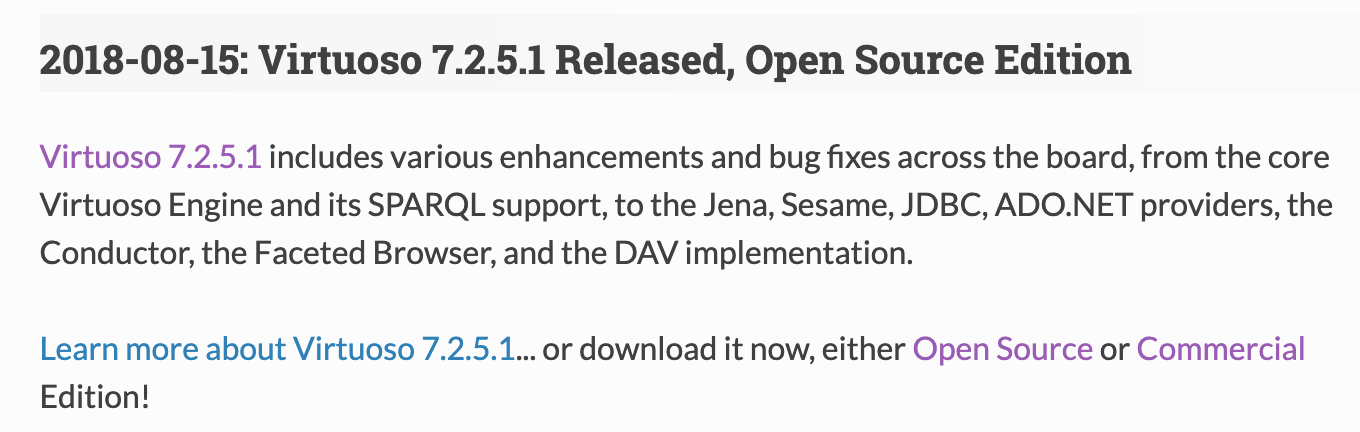 2018-08-15: Virtuoso 7.2.5.1 Released, Open Source Edition
Virtuoso 7.2.5.1 includes various enhancements and bug fixes across the board, from the core
Virtuoso Engine and its SPARQL support, to the Jena, Sesame, JDBC, ADO.NET providers, the
Conductor, the Faceted Browser, and the DAV implementation.
Learn more about Virtuoso 7.2.5.1... or download it now, either Open Source or Commercial
Edition!